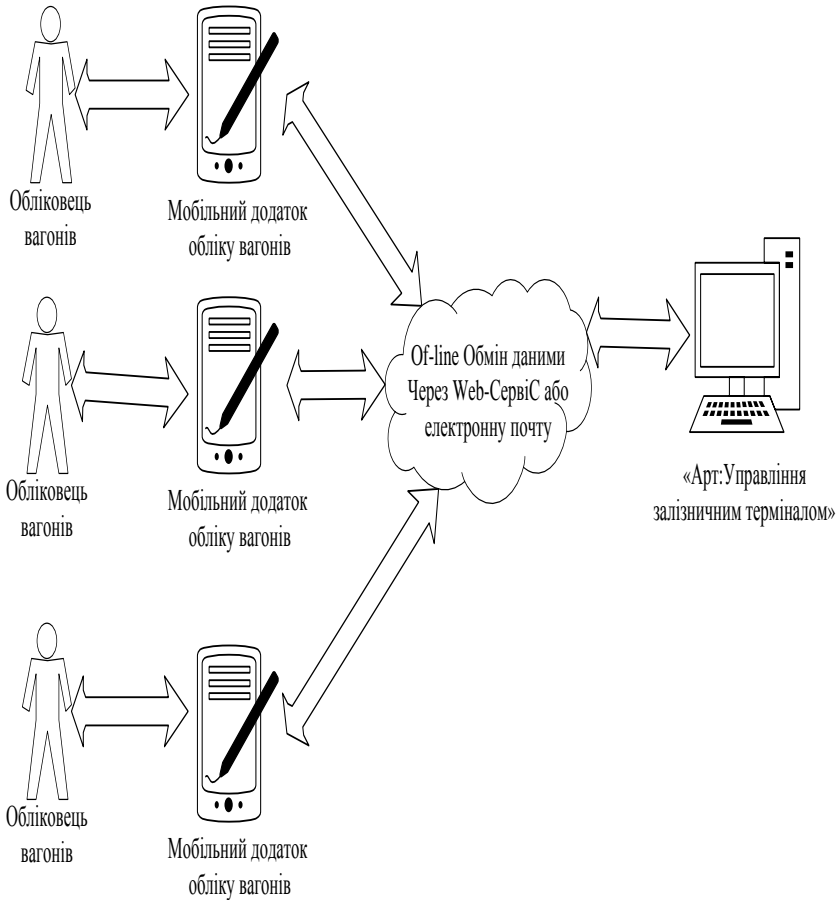 Обліковець
вагонів
Мобільний додаток
обліку вагонів
Of-line Обмін даними
Через Web-СервіС або
електронну почту
«Арт:Управління
залізничним терміналом»
Обліковець
вагонів
Мобільний додаток
обліку вагонів
Обліковець
вагонів
Мобільний додаток
обліку вагонів